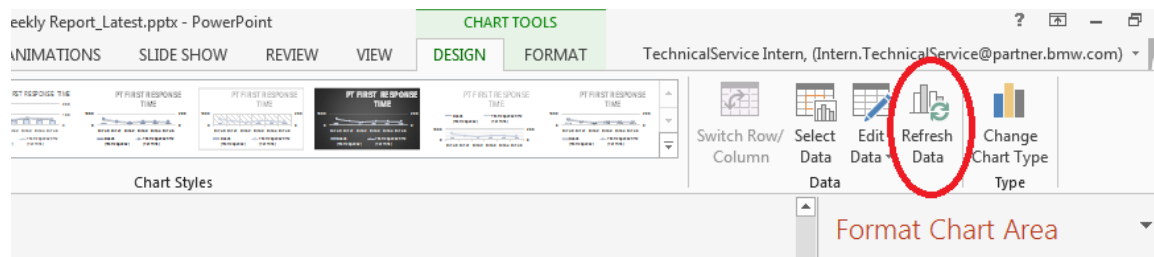 eekly Report_Latest.pptx - PowerPoint
CHART TOOLS
?
ANIMATIONS SLIDE SHOW REVIEW VIEW DESIGN FORMAT TechnicalService Intern, (Intern.TechnicalService@partner.bmw.com)
RST RESPONSE TIME
PT FIRST RESPONSE TIME
PT FIRST RESPONSE TIME
PT FIRST RESPONSE TIME
PT FIRST RESPONSE TIME
PT FIRST RESPONSE TIME
Switch Row/
Column
Select
Data
Edit
Data
Refresh
Data
Change
Chart Type
Chart Styles
Data
Type
Format Chart Area